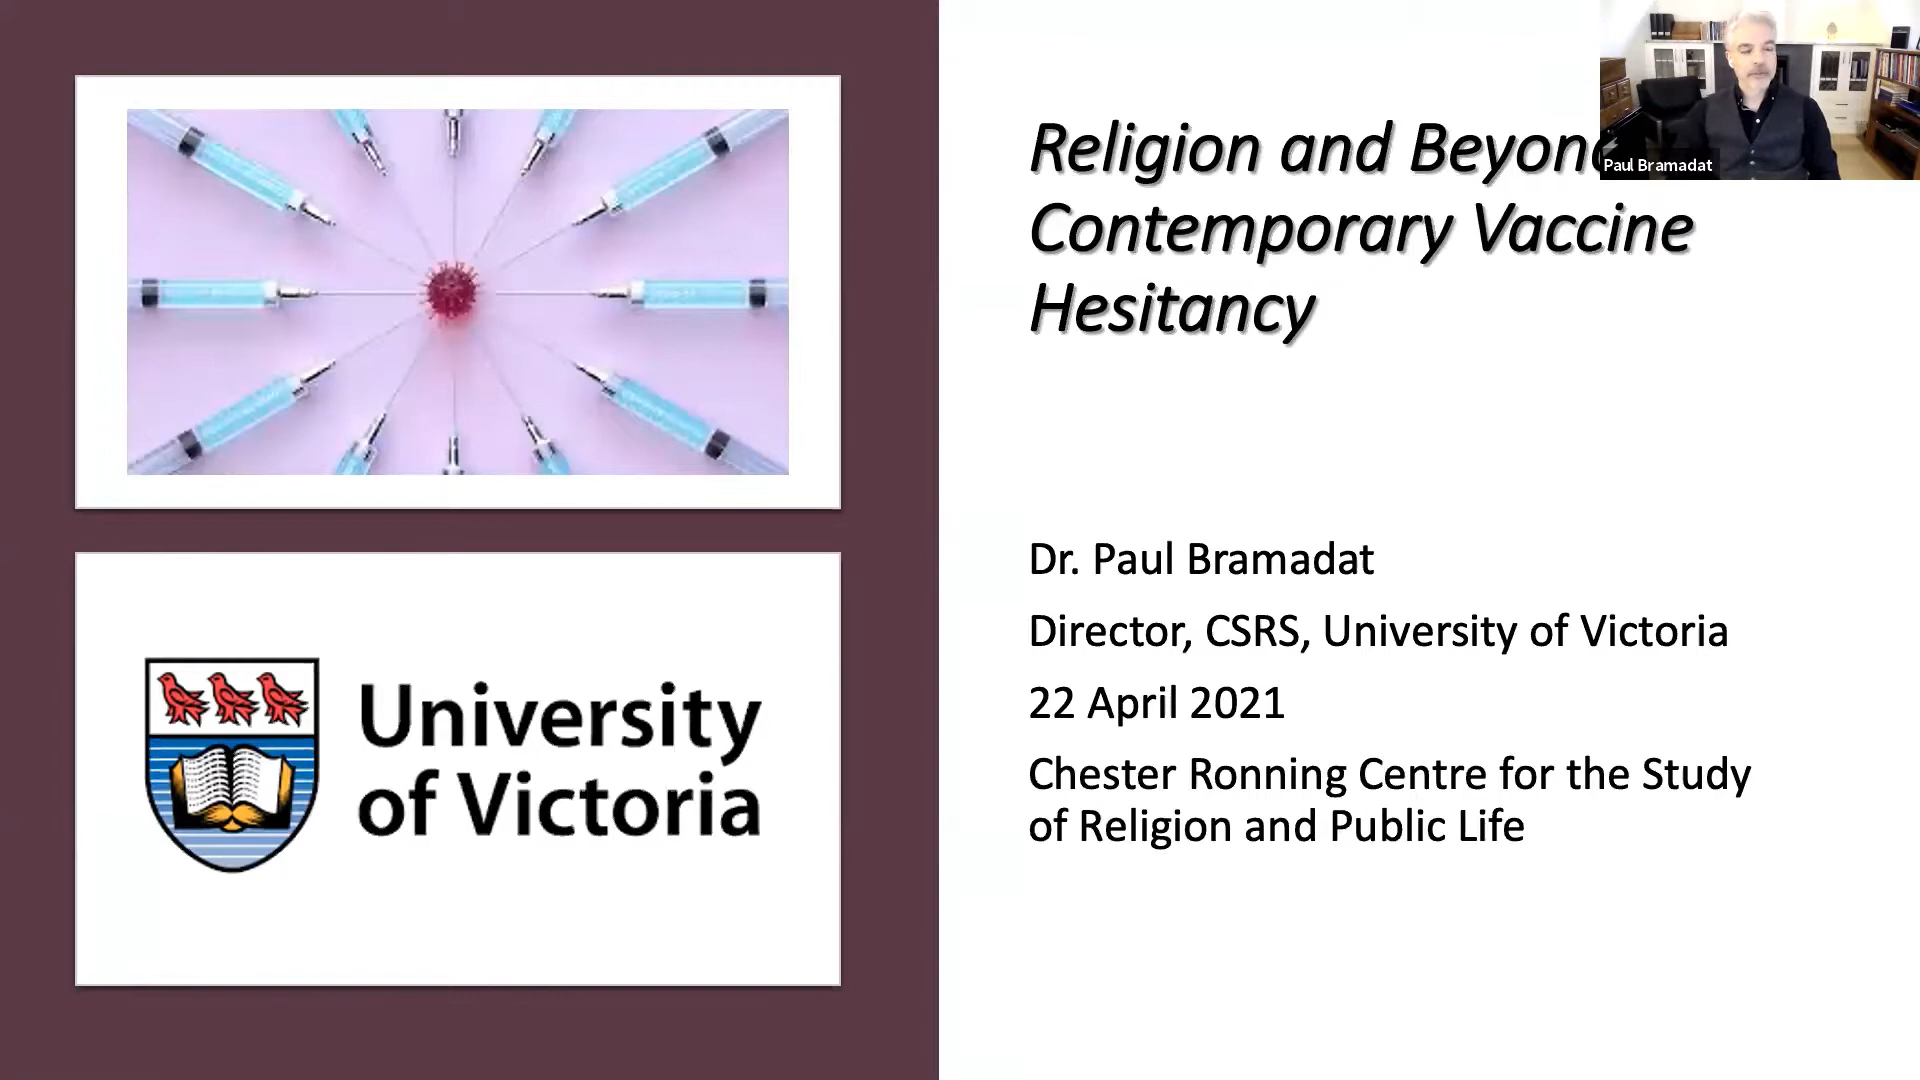 Religion and Beyond
Contemporary Vaccine
Hesitancy
Paul Bramadat
Dr. Paul Bramadat
Director, CSRS, University of Victoria
22 April 2021
Chester Ronning Centre for the Study
of Religion and Public Life
University
of Victoria